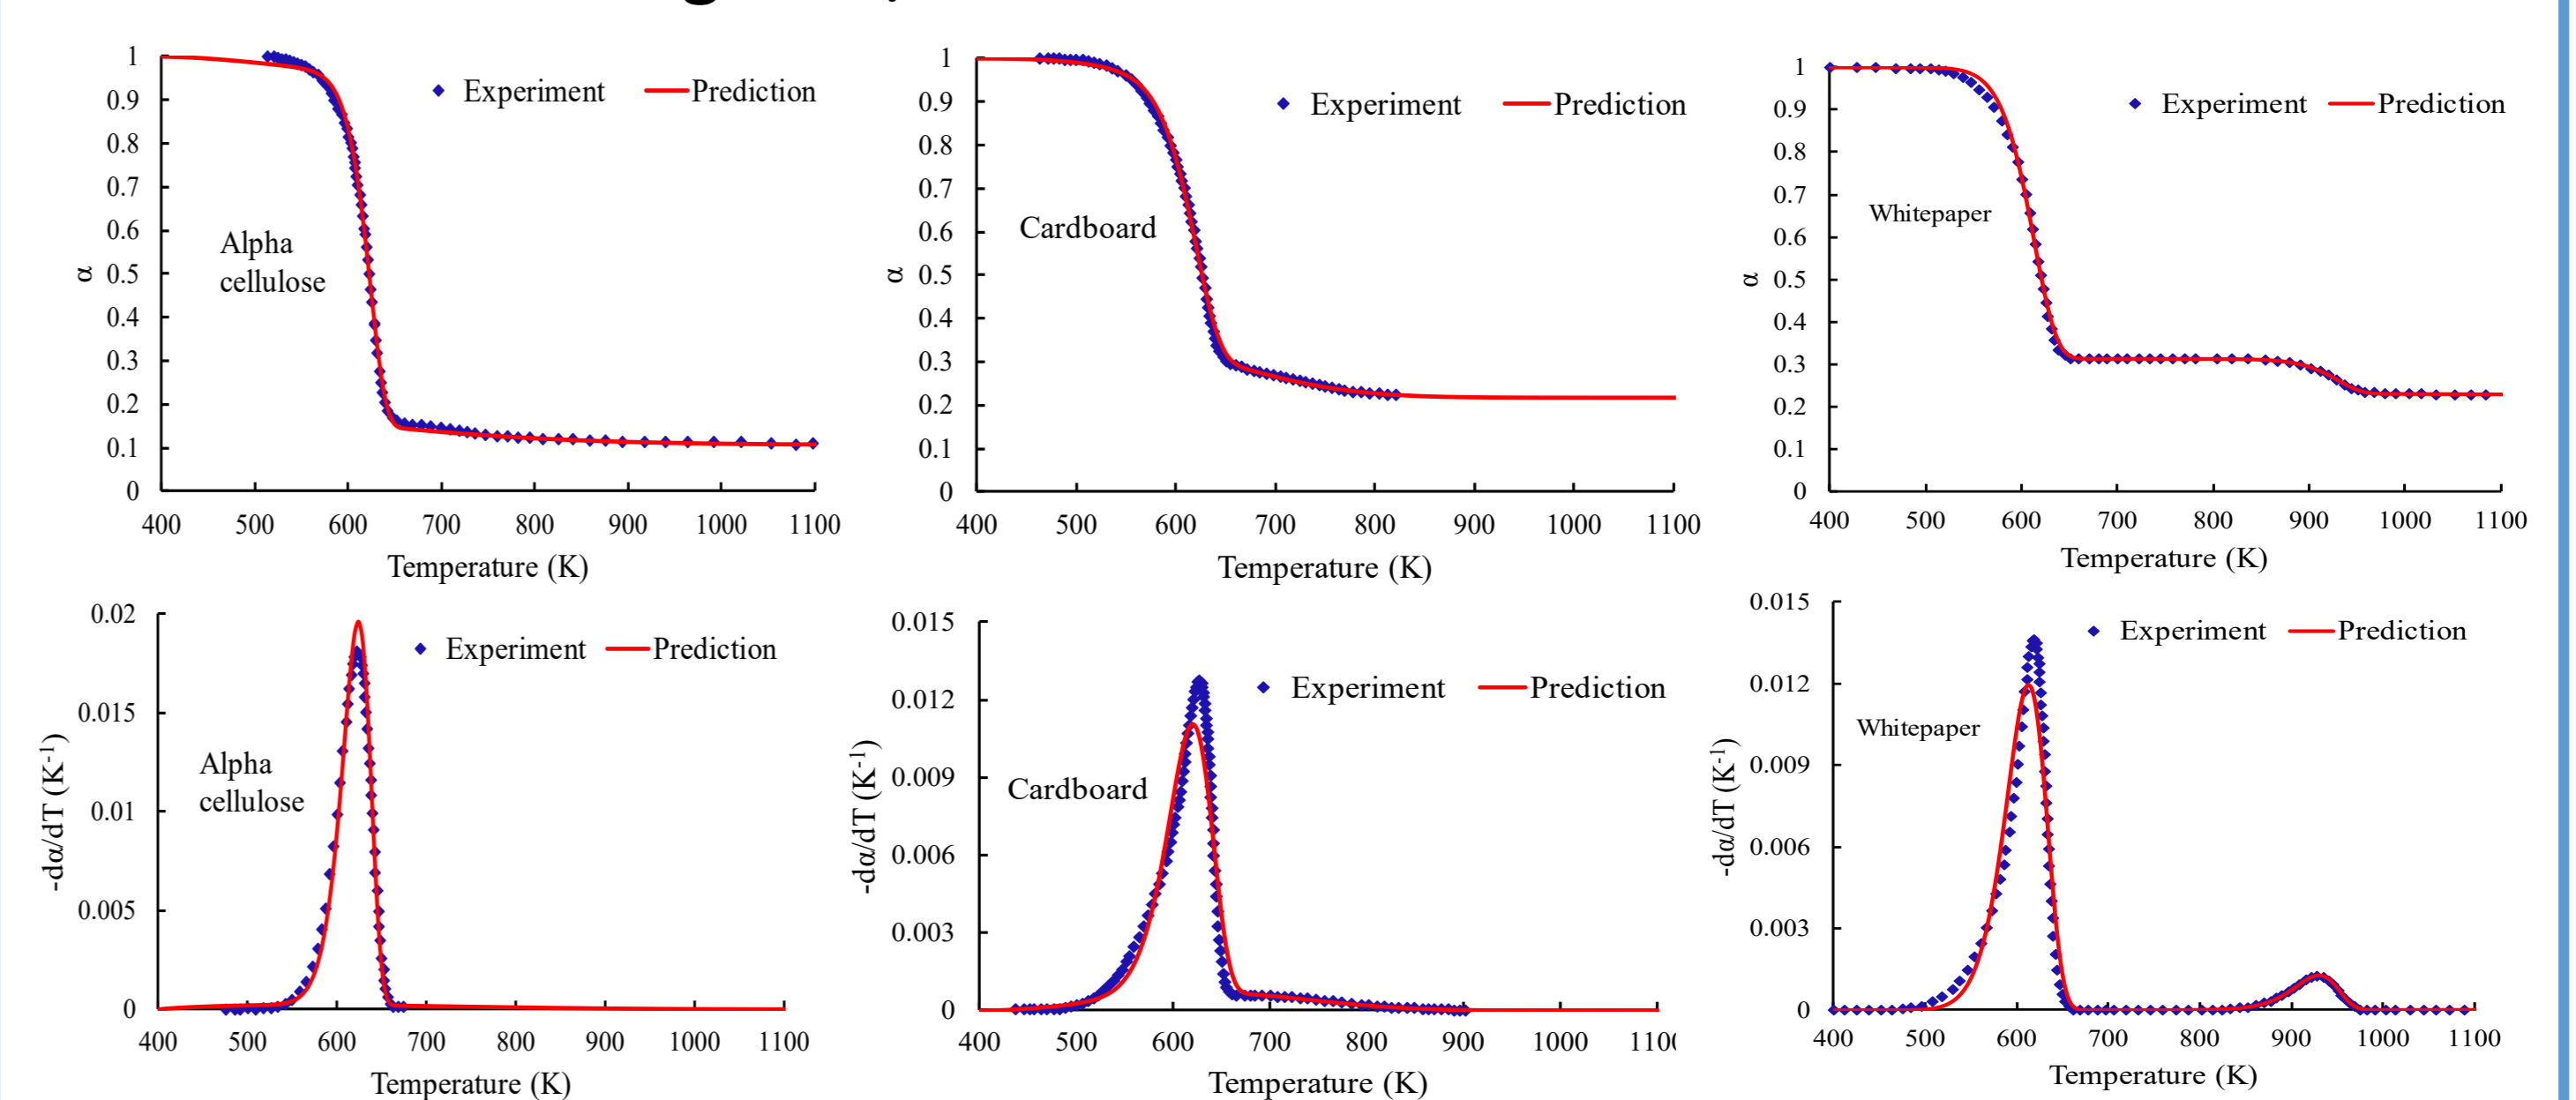 1
0.9
0.8
0.7
0.6
0.5
0.4
0.3
0.2
0.1
0
α
Experiment Prediction
Alpha
cellulose
400 500 600 700 800 900 1000 1100
Temperature (K)
1
0.9
0.8
0.7
0.6
0.5
0.4
0.3
0.2
0.1
0
α
Experiment Prediction
Cardboard
400 500 600 700 800 900 1000 1100
Temperature (K)
1
0.9
0.8
0.7
0.6
0.5
0.4
0.3
0.2
0.1
0
α
Experiment Prediction
Whitepaper
400 500 600 700 800 900 1000 1100
Temperature (K)
0.02
0.015
0.01
0.005
0
-dα/dT (K⁻¹)
Experiment Prediction
Alpha
cellulose
400 500 600 700 800 900 1000 1100
Temperature (K)
0.015
0.012
0.009
0.006
0.003
0
-dα/dT (K⁻¹)
Experiment Prediction
Cardboard
400 500 600 700 800 900 1000
Temperature (K)
0.015
0.012
0.009
0.006
0.003
0
-dα/dT (K⁻¹)
Experiment Prediction
Whitepaper
400 500 600 700 800 900 1000 1100
Temperature (K)